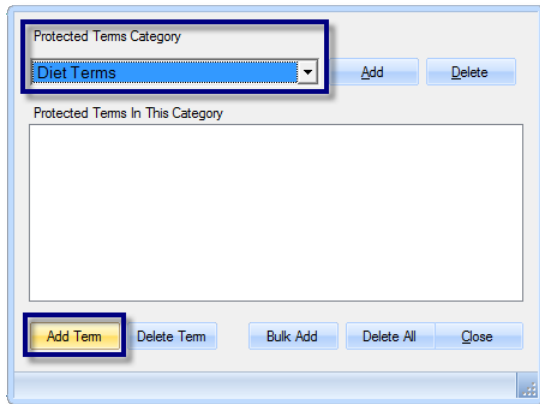 Protected Terms Category
Diet Terms Add Delete
Protected Terms In This Category
Add Term Delete Term Bulk Add Delete All Close